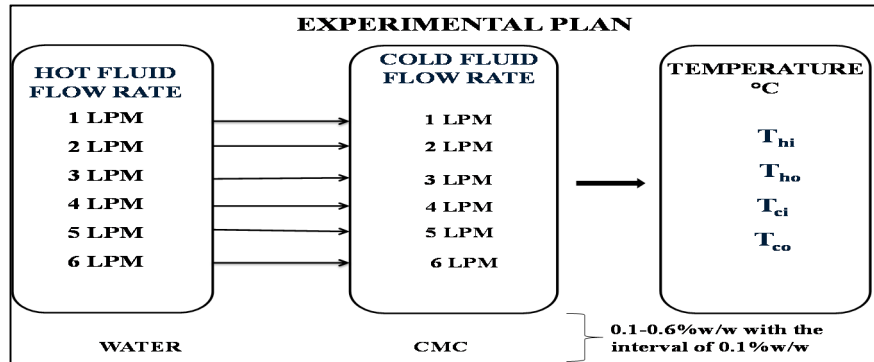 EXPERIMENTAL PLAN
HOT FLUID
FLOW RATE
1 LPM
2 LPM
3 LPM
4 LPM
5 LPM
6 LPM
WATER
COLD FLUID
FLOW RATE
1 LPM
2 LPM
3 LPM
4 LPM
5 LPM
6 LPM
CMC
TEMPERATURE
°C
Thi
Tho
Tci
Tco
0.1-0.6%w/w with the
interval of 0.1%w/w